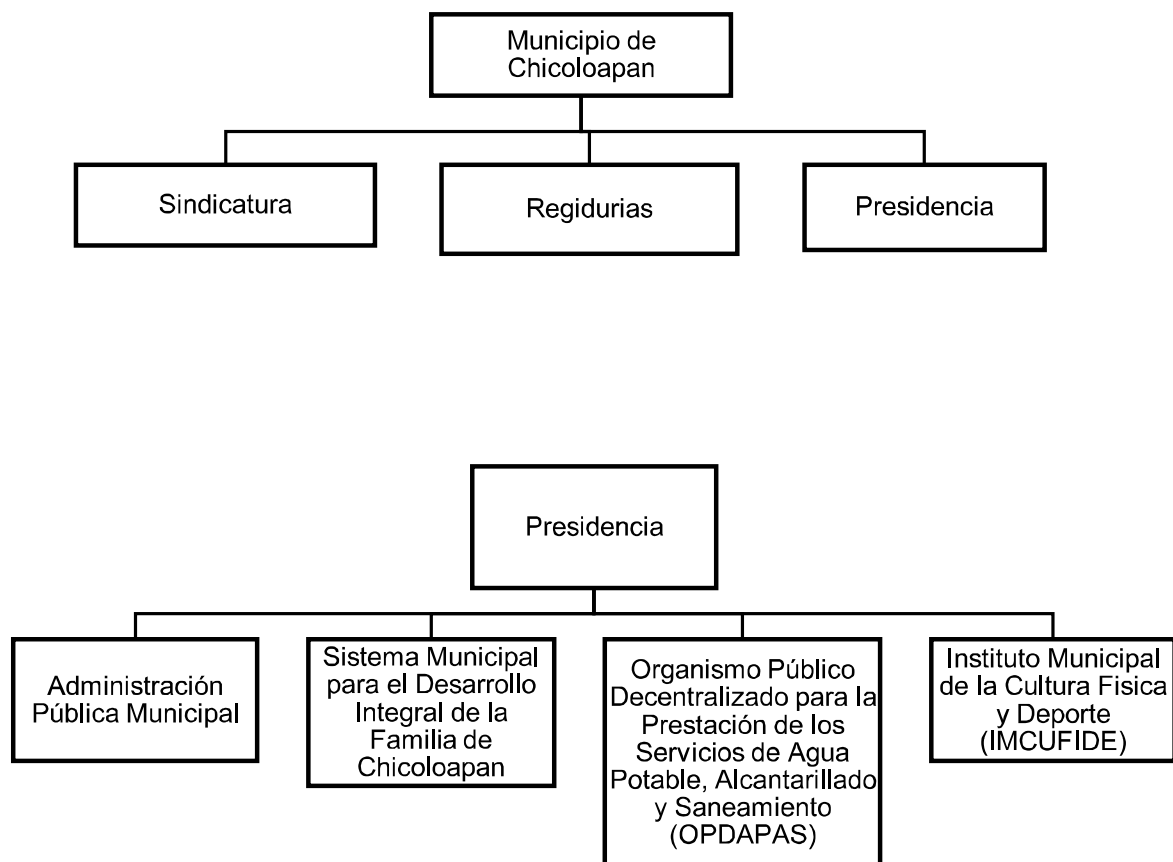 Municipio de
Chicoloapan
Sindicatura
Regidurias
Presidencia
Presidencia
Administración
Pública Municipal
Sistema Municipal
para el Desarrollo
Integral de la
Familia de
Chicoloapan
Organismo Público
Decentralizado para la
Prestación de los
Servicios de Agua
Potable, Alcantarillado
y Saneamiento
(OPDAPAS)
Instituto Municipal
de la Cultura Fisica
y Deporte
(IMCUFIDE)